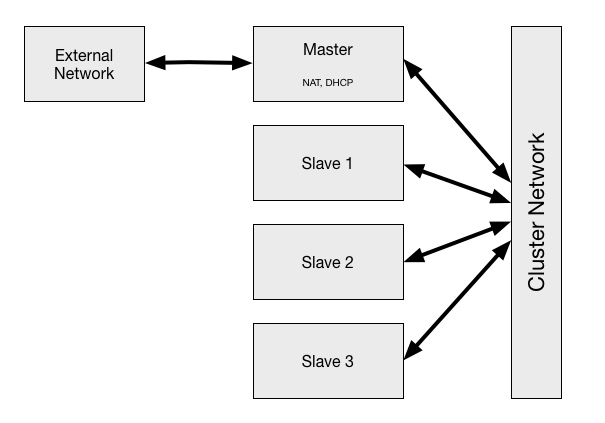 External
Network
Master
NAT, DHCP
Slave 1
Slave 2
Slave 3
Cluster Network